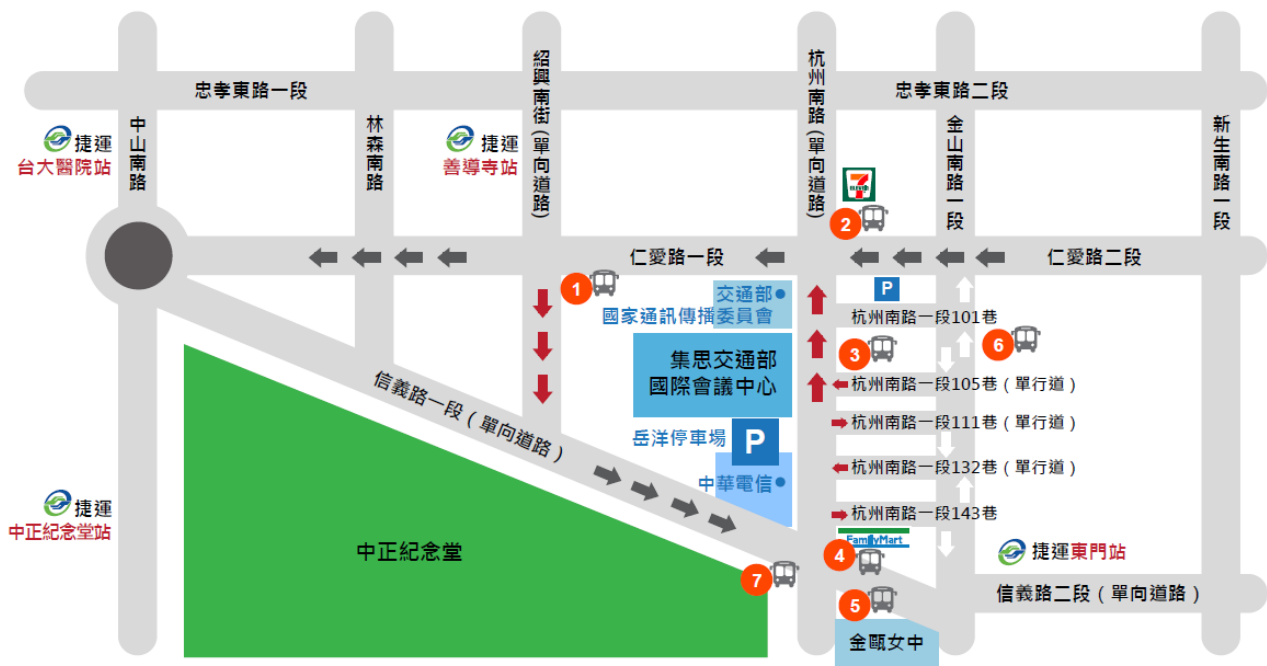 忠孝東路一段
忠孝東路二段
中山南路
林森南路
紹興南街(單向道路)
杭州南路(單向道路)
金山南路一段
新生南路一段
捷運
台大醫院站
捷運
善導寺站
7
2
仁愛路一段
仁愛路二段
1
交通部
國家通訊傳播委員會
P
杭州南路一段101巷
集思交通部
國際會議中心
3
6
杭州南路一段105巷(單行道)
信義路一段(單向道路)
岳洋停車場
P
杭州南路一段111巷(單行道)
中華電信
杭州南路一段132巷(單行道)
捷運
中正紀念堂站
杭州南路一段143巷
FamilyMart
中正紀念堂
4
捷運東門站
7
5
信義路二段(單向道路)
金甌女中